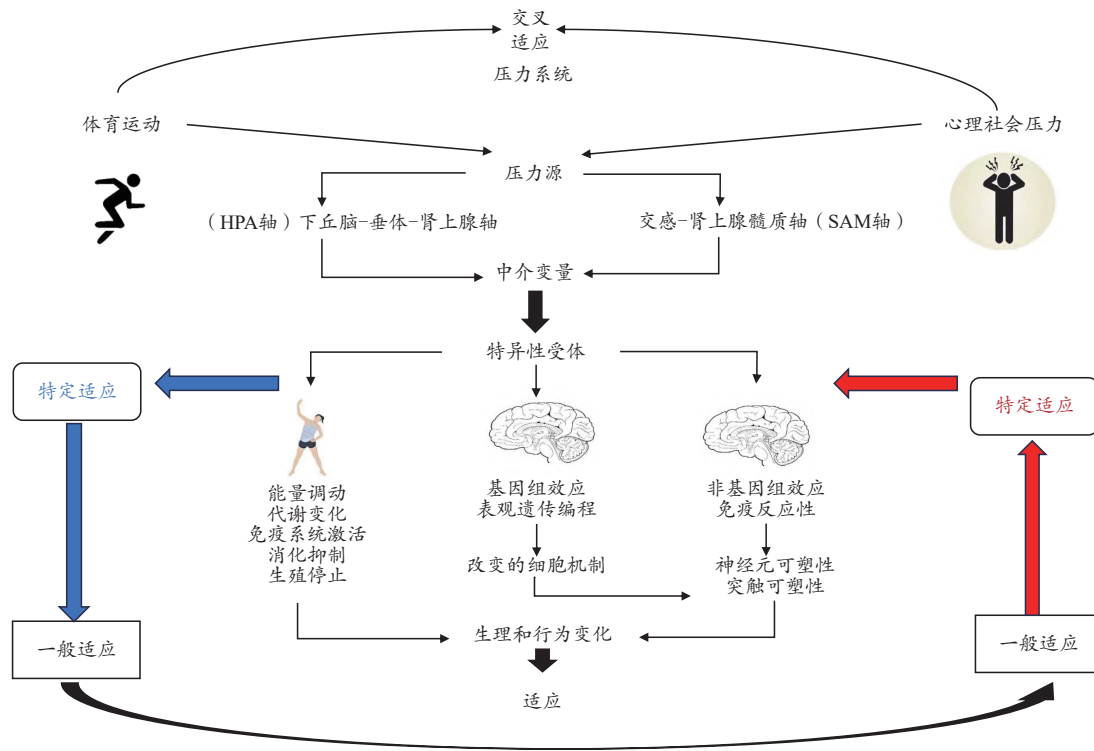 交叉
适应
压力系统
体育运动
心理社会压力
压力源
（HPA轴）下丘脑-垂体-肾上腺轴
交感-肾上腺髓质轴（SAM轴）
中介变量
特异性受体
特定适应
特定适应
能量调动
代谢变化
免疫系统激活
消化抑制
生殖停止
基因组效应
表观遗传编程
非基因组效应
免疫反应性
改变的细胞机制
神经元可塑性
突触可塑性
生理和行为变化
一般适应
一般适应
适应